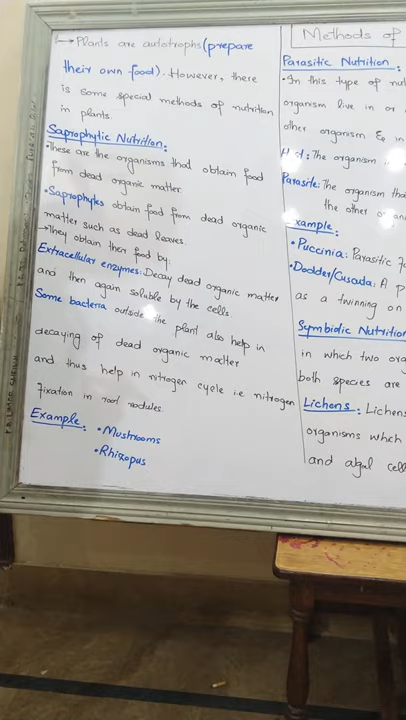 → Plants are autotrophs (prepare
their own food). However, there
is some special methods of nutrition
in plants.
Saprophytic Nutrition:
•These are the organisms that obtain food
from dead organic matter
•Saprophytes obtain food from dead organic
matter such as dead leaves.
→They obtain their food by:
Extracellular enzymes: Decay dead organic matter
and then again soluble by the cells.
Some bacteria outside the plant also help in
decaying of dead organic matter
and thus help in nitrogen cycle i.e nitrogen
fixation in root nodules.
Example: •Mushrooms
•Rhizopus
Methods of
Parasitic Nutrition:
•In this type of nut
organism live in or
other organism & in
The organism
Parasite: The organism tha
the other or
xample:
•Puccinia: Parasitic
•Dodder/Cuscuta: A p
as a twinning on
Symbiotic Nutrition
in which two org
both species are
Lichens: Lichens
organisms which
and algal cell